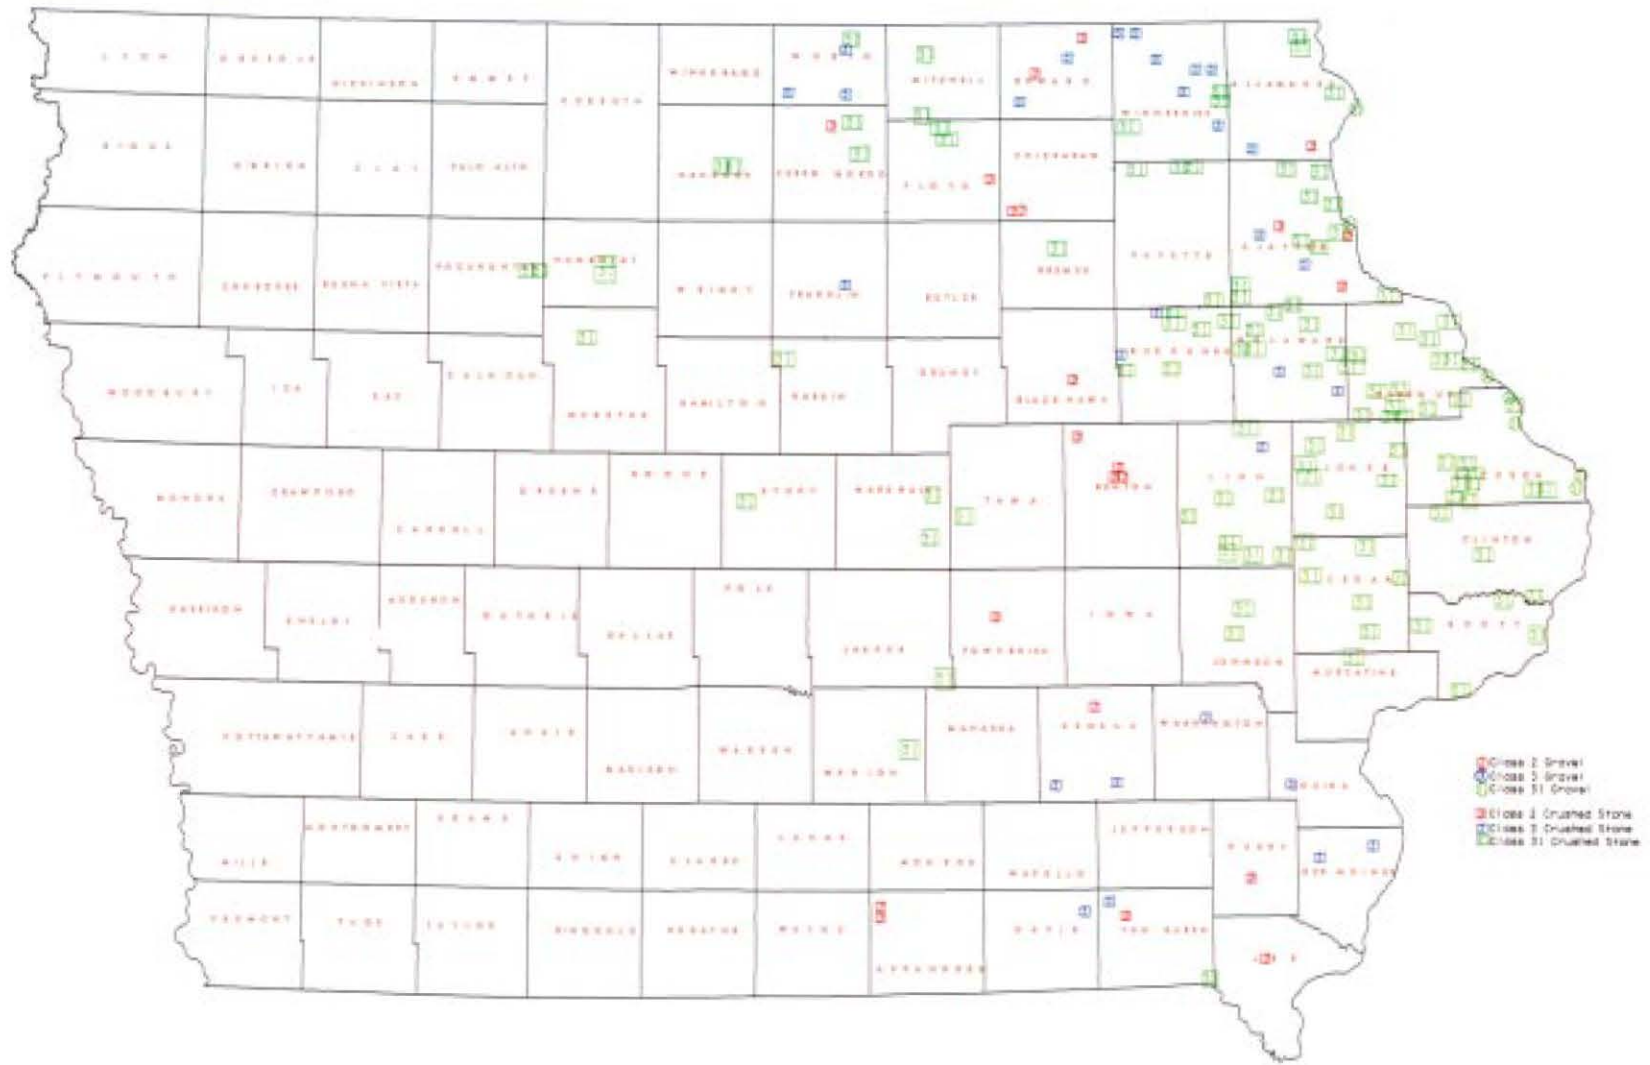 LYON
OSCEOLA
DICKINSON
EMMET
WINNEBAGO
WORTH
MITCHELL
HOWARD
WINNESHIEK
ALLAMAKEE
KOSSUTH
SIOUX
O'BRIEN
CLAY
PALO ALTO
HANCOCK
CERRO GORDO
FLOYD
CHICKASAW
PLYMOUTH
CHEROKEE
BUENA VISTA
POCAHONTAS
HUMBOLDT
WRIGHT
FRANKLIN
BUTLER
BREMER
FAYETTE
CLAYTON
WOODBURY
IDA
SAC
CALHOUN
WEBSTER
HAMILTON
HARDIN
GRUNDY
BLACK HAWK
BUCHANAN
DELAWARE
DUBUQUE
MONONA
CRAWFORD
CARROLL
GREENE
BOONE
STORY
MARSHALL
TAMA
BENTON
LINN
JONES
JACKSON
CLINTON
HARRISON
SHELBY
AUDUBON
GUTHRIE
DALLAS
POLK
JASPER
POWESHIEK
IOWA
JOHNSON
CEDAR
SCOTT
MUSCATINE
POTTAWATTAMIE
CASS
ADAIR
MADISON
WARREN
MARION
MAHASKA
KEOKUK
WASHINGTON
LOUISA
MILLS
MONTGOMERY
ADAMS
UNION
CLARKE
LUCAS
MONROE
WAPELLO
JEFFERSON
HENRY
DES MOINES
FREMONT
PAGE
TAYLOR
RINGGOLD
DECATUR
WAYNE
APPANOOSE
DAVIS
VAN BUREN
LEE
Class 2 Gravel
Class 3 Gravel
Class 3I Gravel
Class 2 Crushed Stone
Class 3 Crushed Stone
Class 3I Crushed Stone